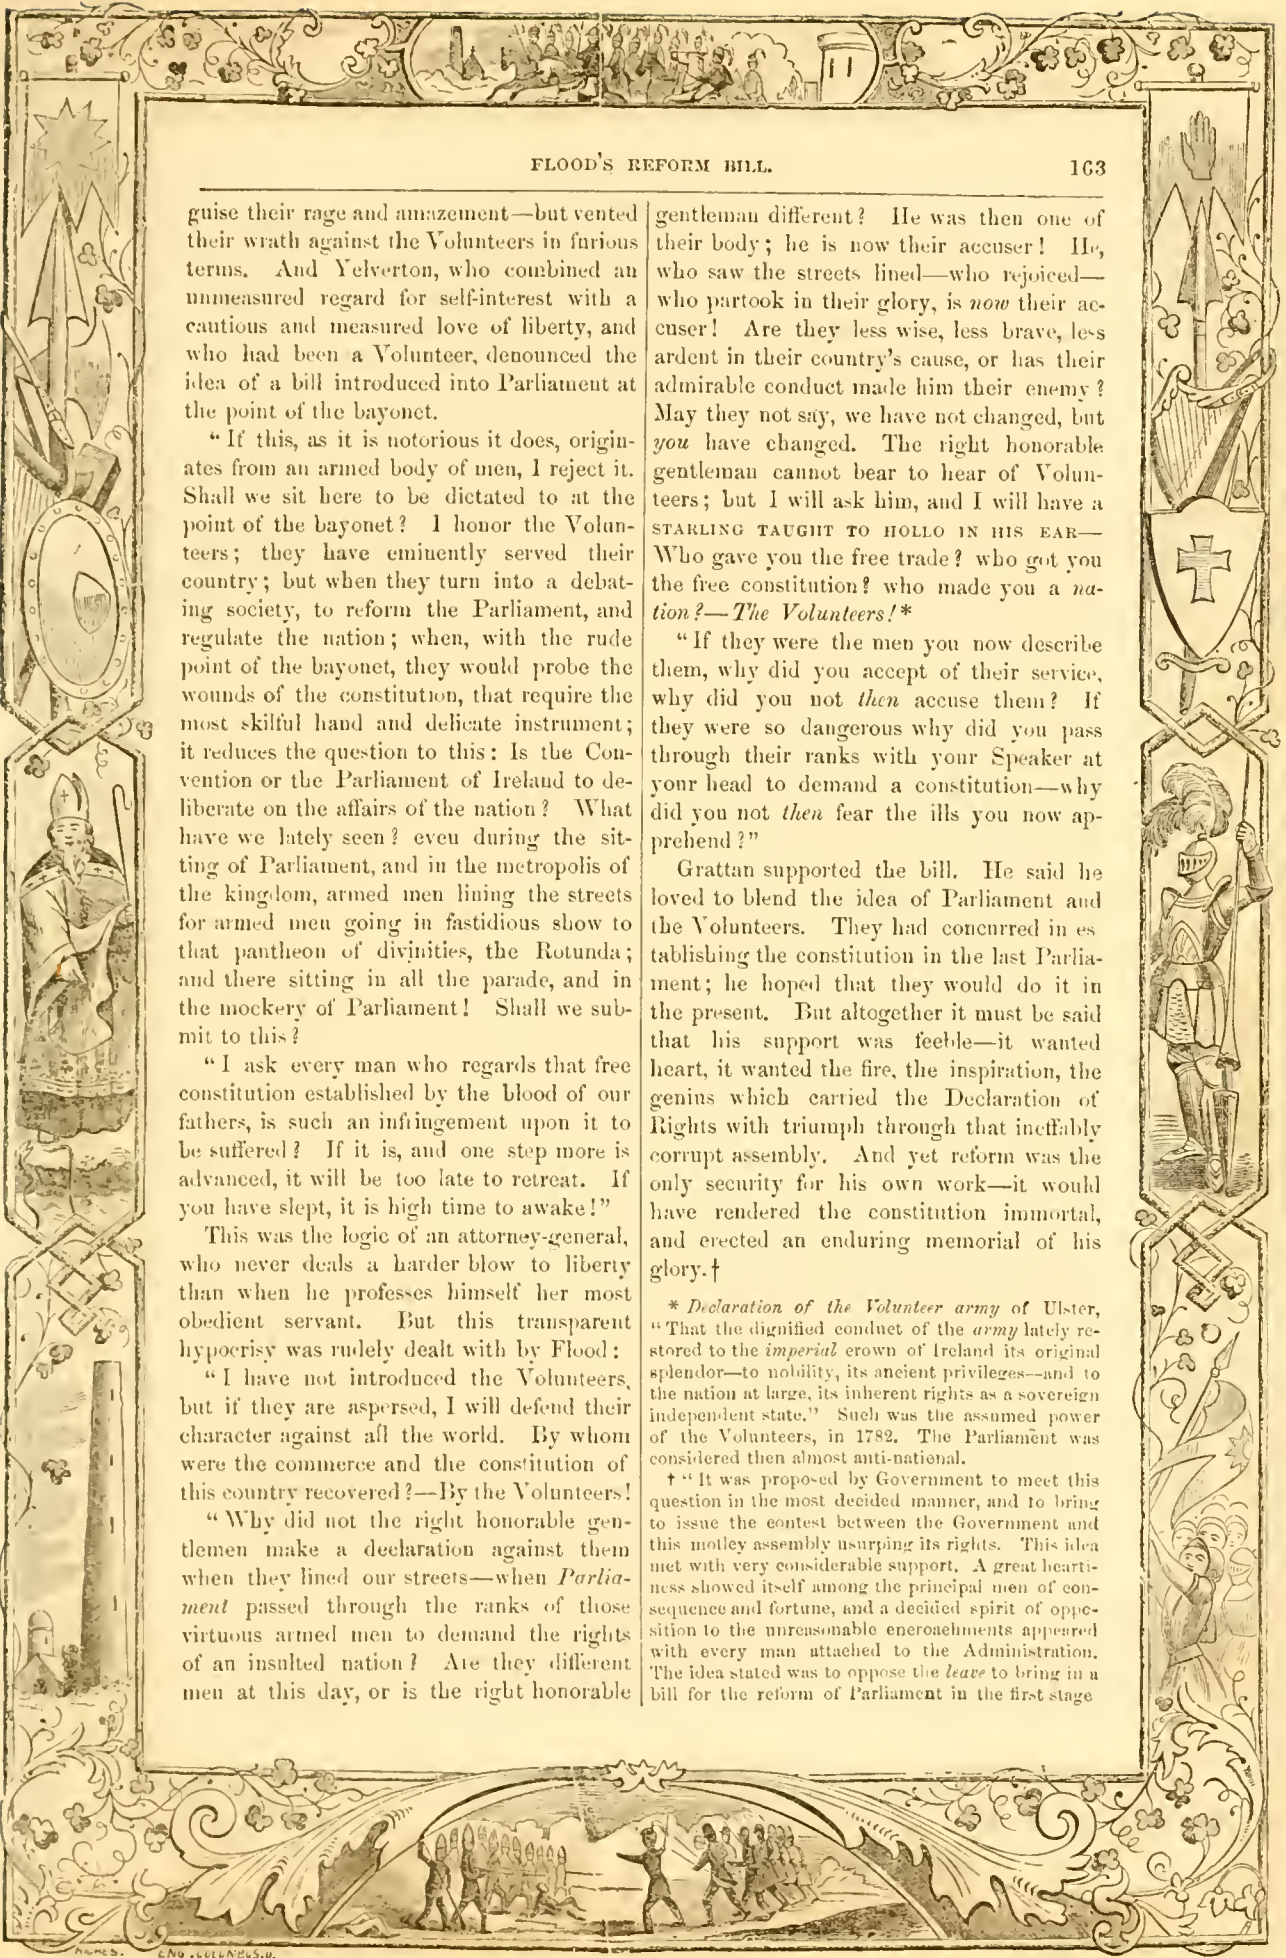 FLOOD'S REFORM BILL.
163
guise their rage and amazement—but vented
their wrath against the Volunteers in furious
terms. And Yelverton, who combined an
unmeasured regard for self-interest with a
cautious and measured love of liberty, and
who had been a Volunteer, denounced the
idea of a bill introduced into Parliament at
the point of the bayonet.
"If this, as it is notorious it does, origin-
ates from an armed body of men, I reject it.
Shall we sit here to be dictated to at the
point of the bayonet? I honor the Volun-
teers; they have eminently served their
country; but when they turn into a debat-
ing society, to reform the Parliament, and
regulate the nation; when, with the rude
point of the bayonet, they would probe the
wounds of the constitution, that require the
most skilful hand and delicate instrument;
it reduces the question to this: Is the Con-
vention or the Parliament of Ireland to de-
liberate on the affairs of the nation? What
have we lately seen? even during the sit-
ting of Parliament, and in the metropolis of
the kingdom, armed men lining the streets
for armed men going in fastidious show to
that pantheon of divinities, the Rotunda;
and there sitting in all the parade, and in
the mockery of Parliament! Shall we sub-
mit to this?
"I ask every man who regards that free
constitution established by the blood of our
fathers, is such an infringement upon it to
be suffered? If it is, and one step more is
advanced, it will be too late to retreat. If
you have slept, it is high time to awake!"
This was the logic of an attorney-general,
who never deals a harder blow to liberty
than when he professes himself her most
obedient servant. But this transparent
hypocrisy was rudely dealt with by Flood:
"I have not introduced the Volunteers,
but if they are aspersed, I will defend their
character against all the world. By whom
were the commerce and the constitution of
this country recovered?—By the Volunteers!
"Why did not the right honorable gen-
tlemen make a declaration against them
when they lined our streets—when Parlia-
ment passed through the ranks of those
virtuous armed men to demand the rights
of an insulted nation? Are they different
men at this day, or is the right honorable
gentleman different? He was then one of
their body; he is now their accuser! He,
who saw the streets lined—who rejoiced—
who partook in their glory, is now their ac-
cuser! Are they less wise, less brave, less
ardent in their country's cause, or has their
admirable conduct made him their enemy?
May they not say, we have not changed, but
you have changed. The right honorable
gentleman cannot bear to hear of Volun-
teers; but I will ask him, and I will have a
STARLING TAUGHT TO HOLLO IN HIS EAR—
Who gave you the free trade? who got you
the free constitution? who made you a na-
tion?—The Volunteers!*
"If they were the men you now describe
them, why did you accept of their service,
why did you not then accuse them? If
they were so dangerous why did you pass
through their ranks with your Speaker at
your head to demand a constitution—why
did you not then fear the ills you now ap-
prehend?"
Grattan supported the bill. He said he
loved to blend the idea of Parliament and
the Volunteers. They had concurred in es
tablishing the constitution in the last Parlia-
ment; he hoped that they would do it in
the present. But altogether it must be said
that his support was feeble—it wanted
heart, it wanted the fire, the inspiration, the
genius which carried the Declaration of
Rights with triumph through that ineffably
corrupt assembly. And yet reform was the
only security for his own work—it would
have rendered the constitution immortal,
and erected an enduring memorial of his
glory.†
* Declaration of the Volunteer army of Ulster,
"That the dignified conduct of the army lately re-
stored to the imperial crown of Ireland its original
splendor—to nobility, its ancient privileges—and to
the nation at large, its inherent rights as a sovereign
independent state." Such was the assumed power
of the Volunteers, in 1782. The Parliament was
considered then almost anti-national.
† "It was proposed by Government to meet this
question in the most decided manner, and to bring
to issue the contest between the Government and
this motley assembly usurping its rights. This idea
met with very considerable support. A great hearti-
ness showed itself among the principal men of con-
sequence and fortune, and a decided spirit of oppo-
sition to the unreasonable encroachments appeared
with every man attached to the Administration.
The idea stated was to oppose the leave to bring in a
bill for the reform of Parliament in the first stage